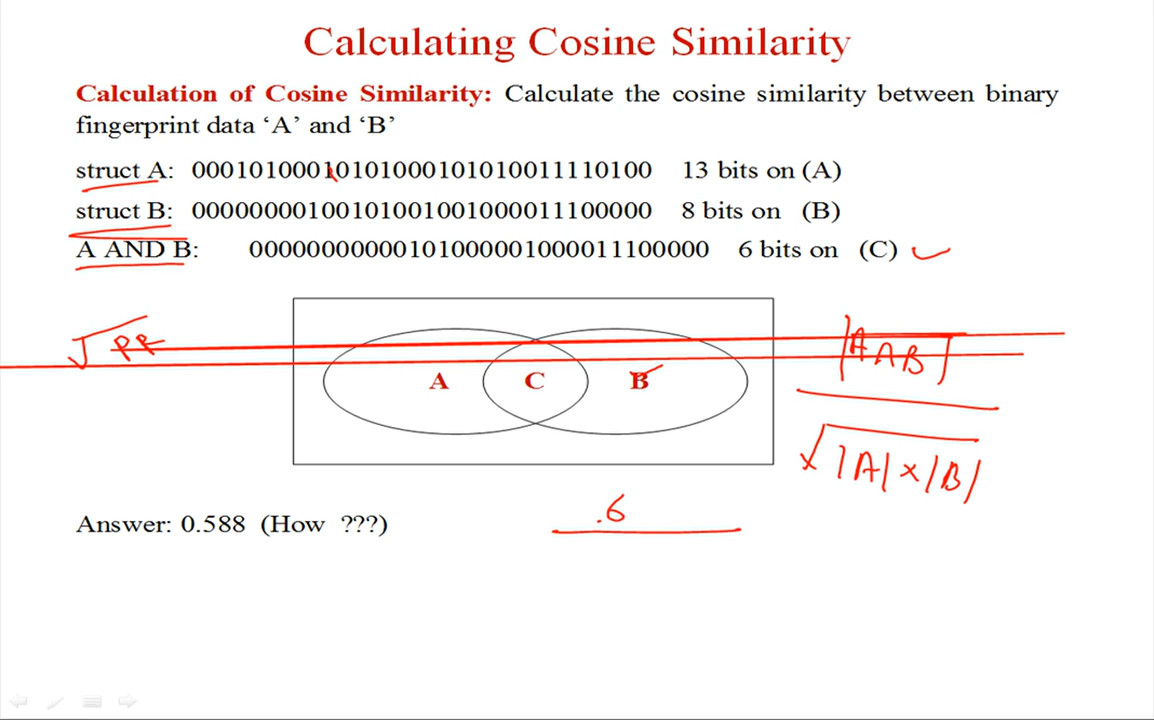 Calculating Cosine Similarity
Calculation of Cosine Similarity: Calculate the cosine similarity between binary
fingerprint data ‘A’ and ‘B’
struct A: 00010100010101000101010011110100 13 bits on (A)
struct B: 00000000100101001001000011100000 8 bits on (B)
A AND B: 00000000000101000001000011100000 6 bits on (C)
|A ∧ B|
A C B
√|A|×|B|
.6
Answer: 0.588 (How ???)